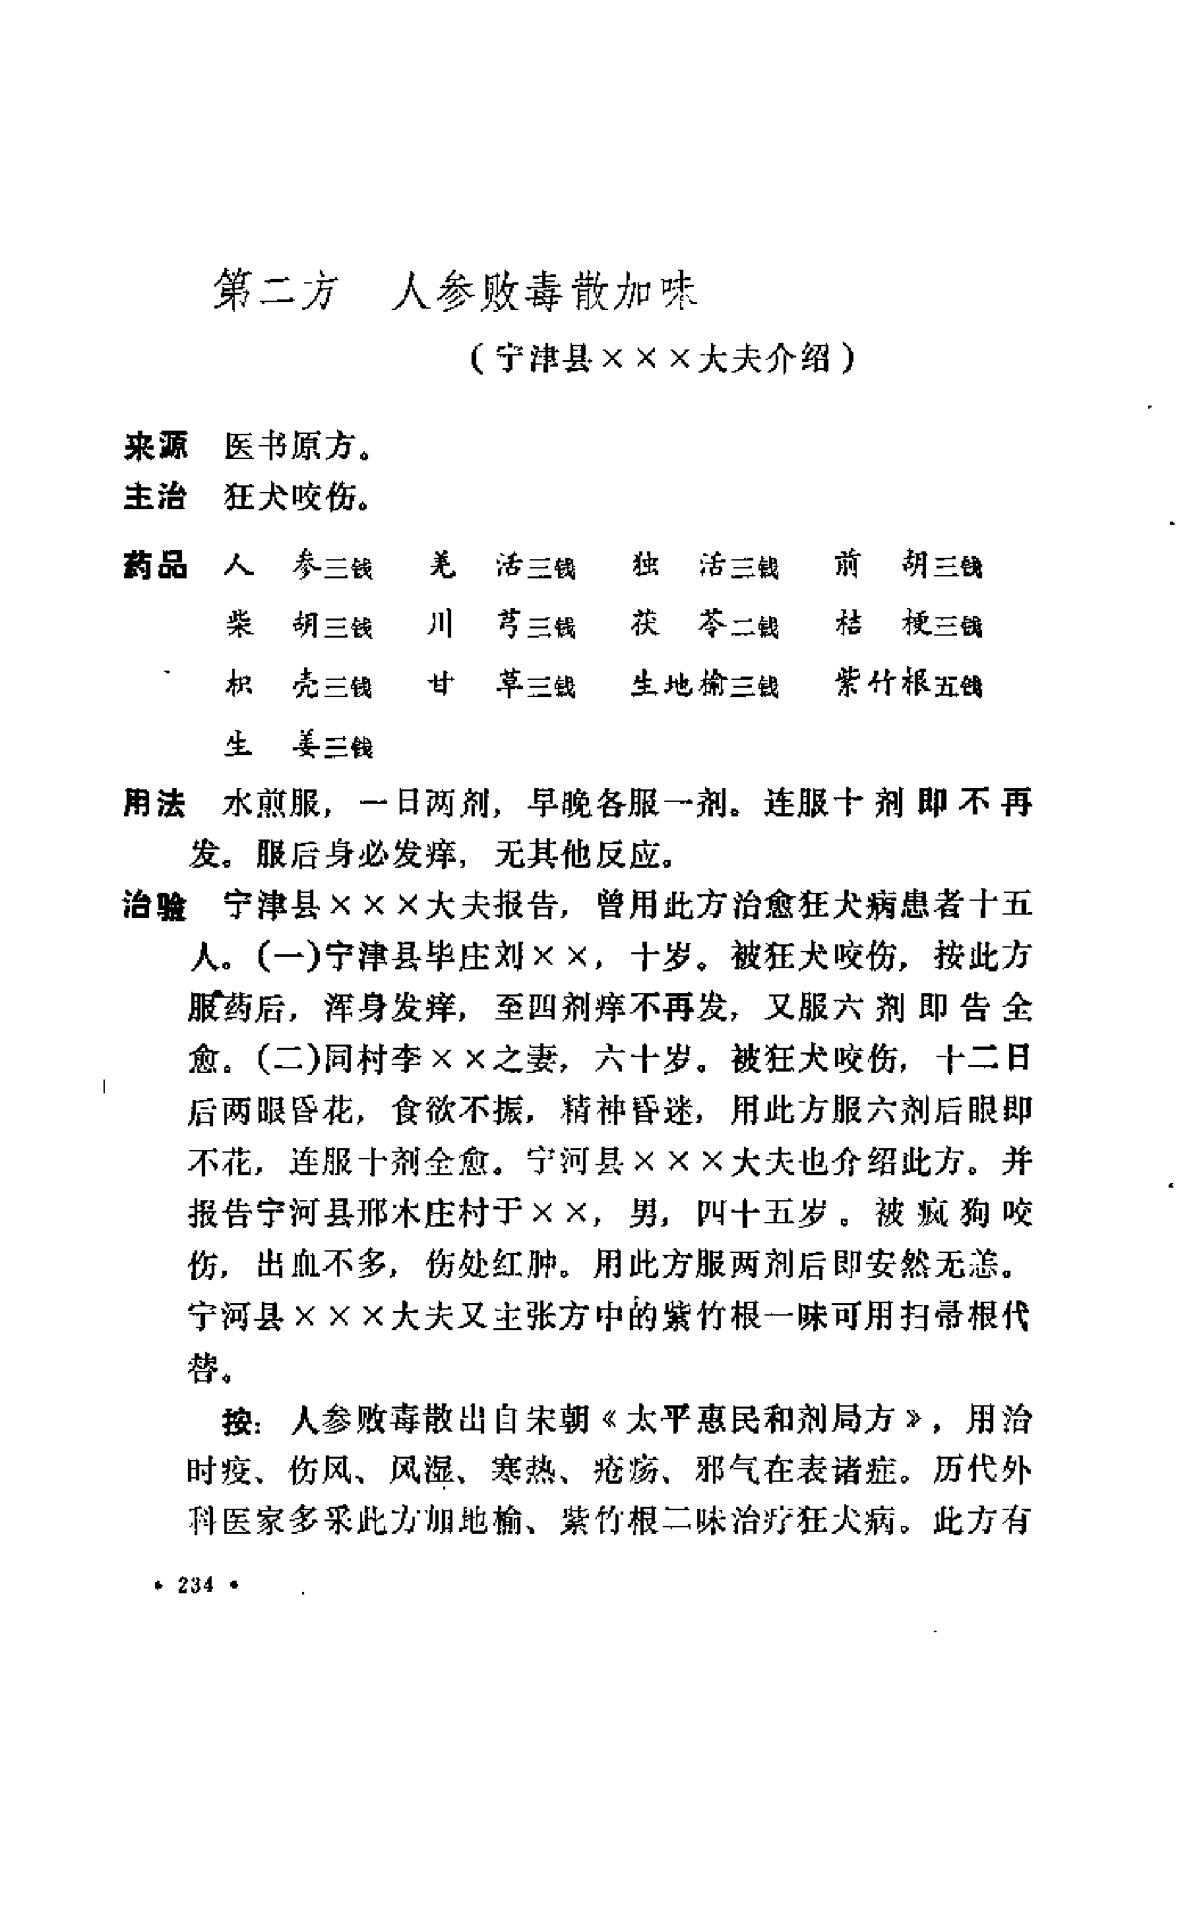 第二方　人参败毒散加味
（宁津县×××大夫介绍）
来源　医书原方。
主治　狂犬咬伤。
药品　人　参三钱　羌　活三钱　独　活三钱　前　胡三钱
柴　胡三钱　川　芎三钱　茯　苓二钱　桔　梗三钱
枳　壳三钱　甘　草三钱　生地榆三钱　紫竹根五钱
生　姜三钱
用法　水煎服，一日两剂，早晚各服一剂。连服十剂即不再
发。服后身必发痒，无其他反应。
治验　宁津县×××大夫报告，曾用此方治愈狂犬病患者十五
人。(一)宁津县毕庄刘××，十岁。被狂犬咬伤，按此方
服药后，浑身发痒，至四剂痒不再发，又服六剂即告全
愈。(二)同村李××之妻，六十岁。被狂犬咬伤，十二日
后两眼昏花，食欲不振，精神昏迷，用此方服六剂后眼即
不花，连服十剂全愈。宁河县×××大夫也介绍此方。并
报告宁河县邢木庄村于××，男，四十五岁。被疯狗咬
伤，出血不多，伤处红肿。用此方服两剂后即安然无恙。
宁河县×××大夫又主张方中的紫竹根一味可用扫帚根代
替。
按：人参败毒散出自宋朝《太平惠民和剂局方》，用治
时疫、伤风、风湿、寒热、疮疡、邪气在表诸症。历代外
科医家多采此方加地榆、紫竹根二味治疗狂犬病。此方有
• 234 •